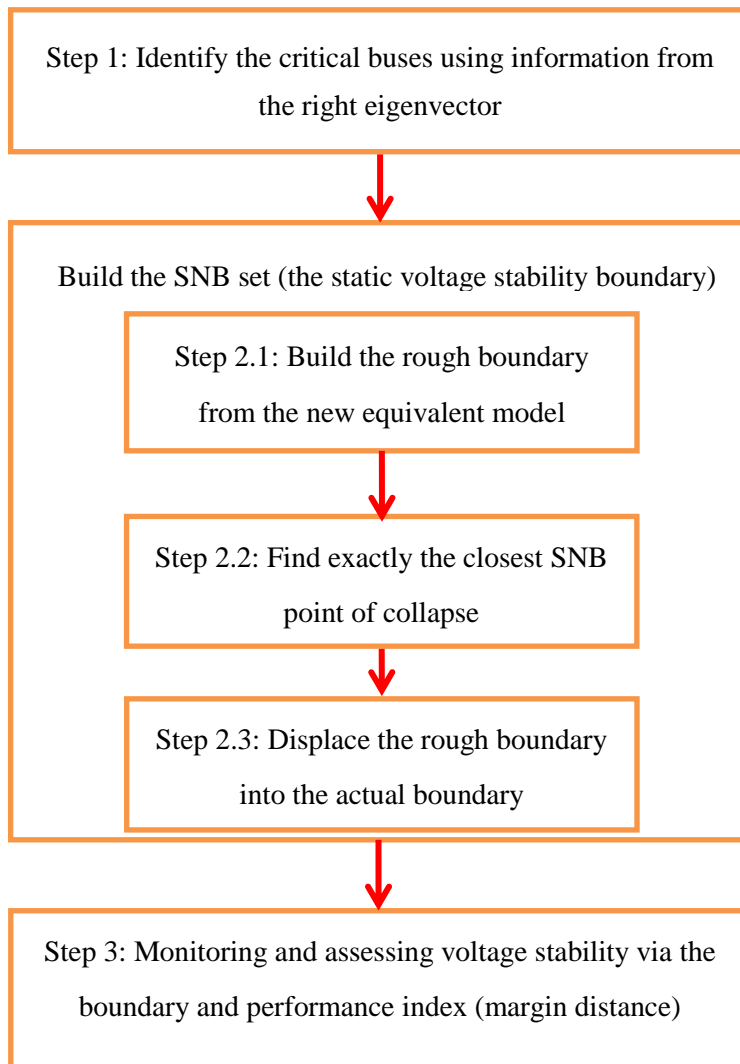 Step 1: Identify the critical buses using information from
the right eigenvector
Build the SNB set (the static voltage stability boundary)
Step 2.1: Build the rough boundary
from the new equivalent model
Step 2.2: Find exactly the closest SNB
point of collapse
Step 2.3: Displace the rough boundary
into the actual boundary
Step 3: Monitoring and assessing voltage stability via the
boundary and performance index (margin distance)